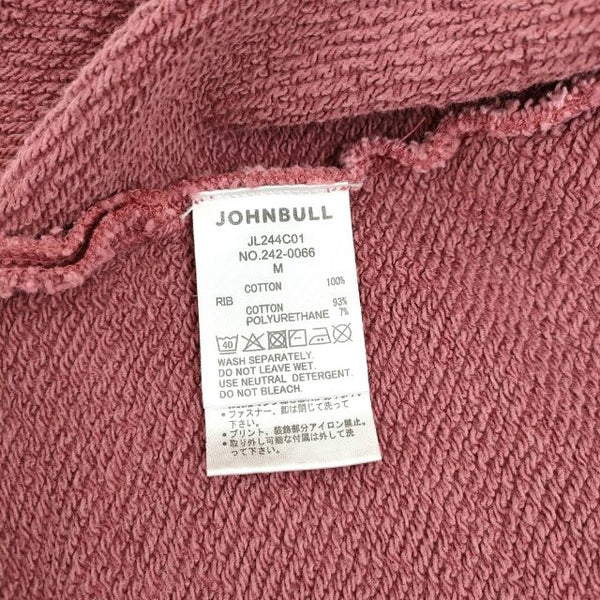 JOHNBULL
JL244C01
NO.242-0066
M
COTTON 100%
RIB
COTTON 93%
POLYURETHANE 7%
40
WASH SEPARATELY.
DO NOT LEAVE WET.
USE NEUTRAL DETERGENT.
DO NOT BLEACH.
・ファスナー、釦は閉じて洗って
下さい。
・プリント、装飾部分アイロン禁止。
・取り外し可能な付属は外して洗
って下さい。